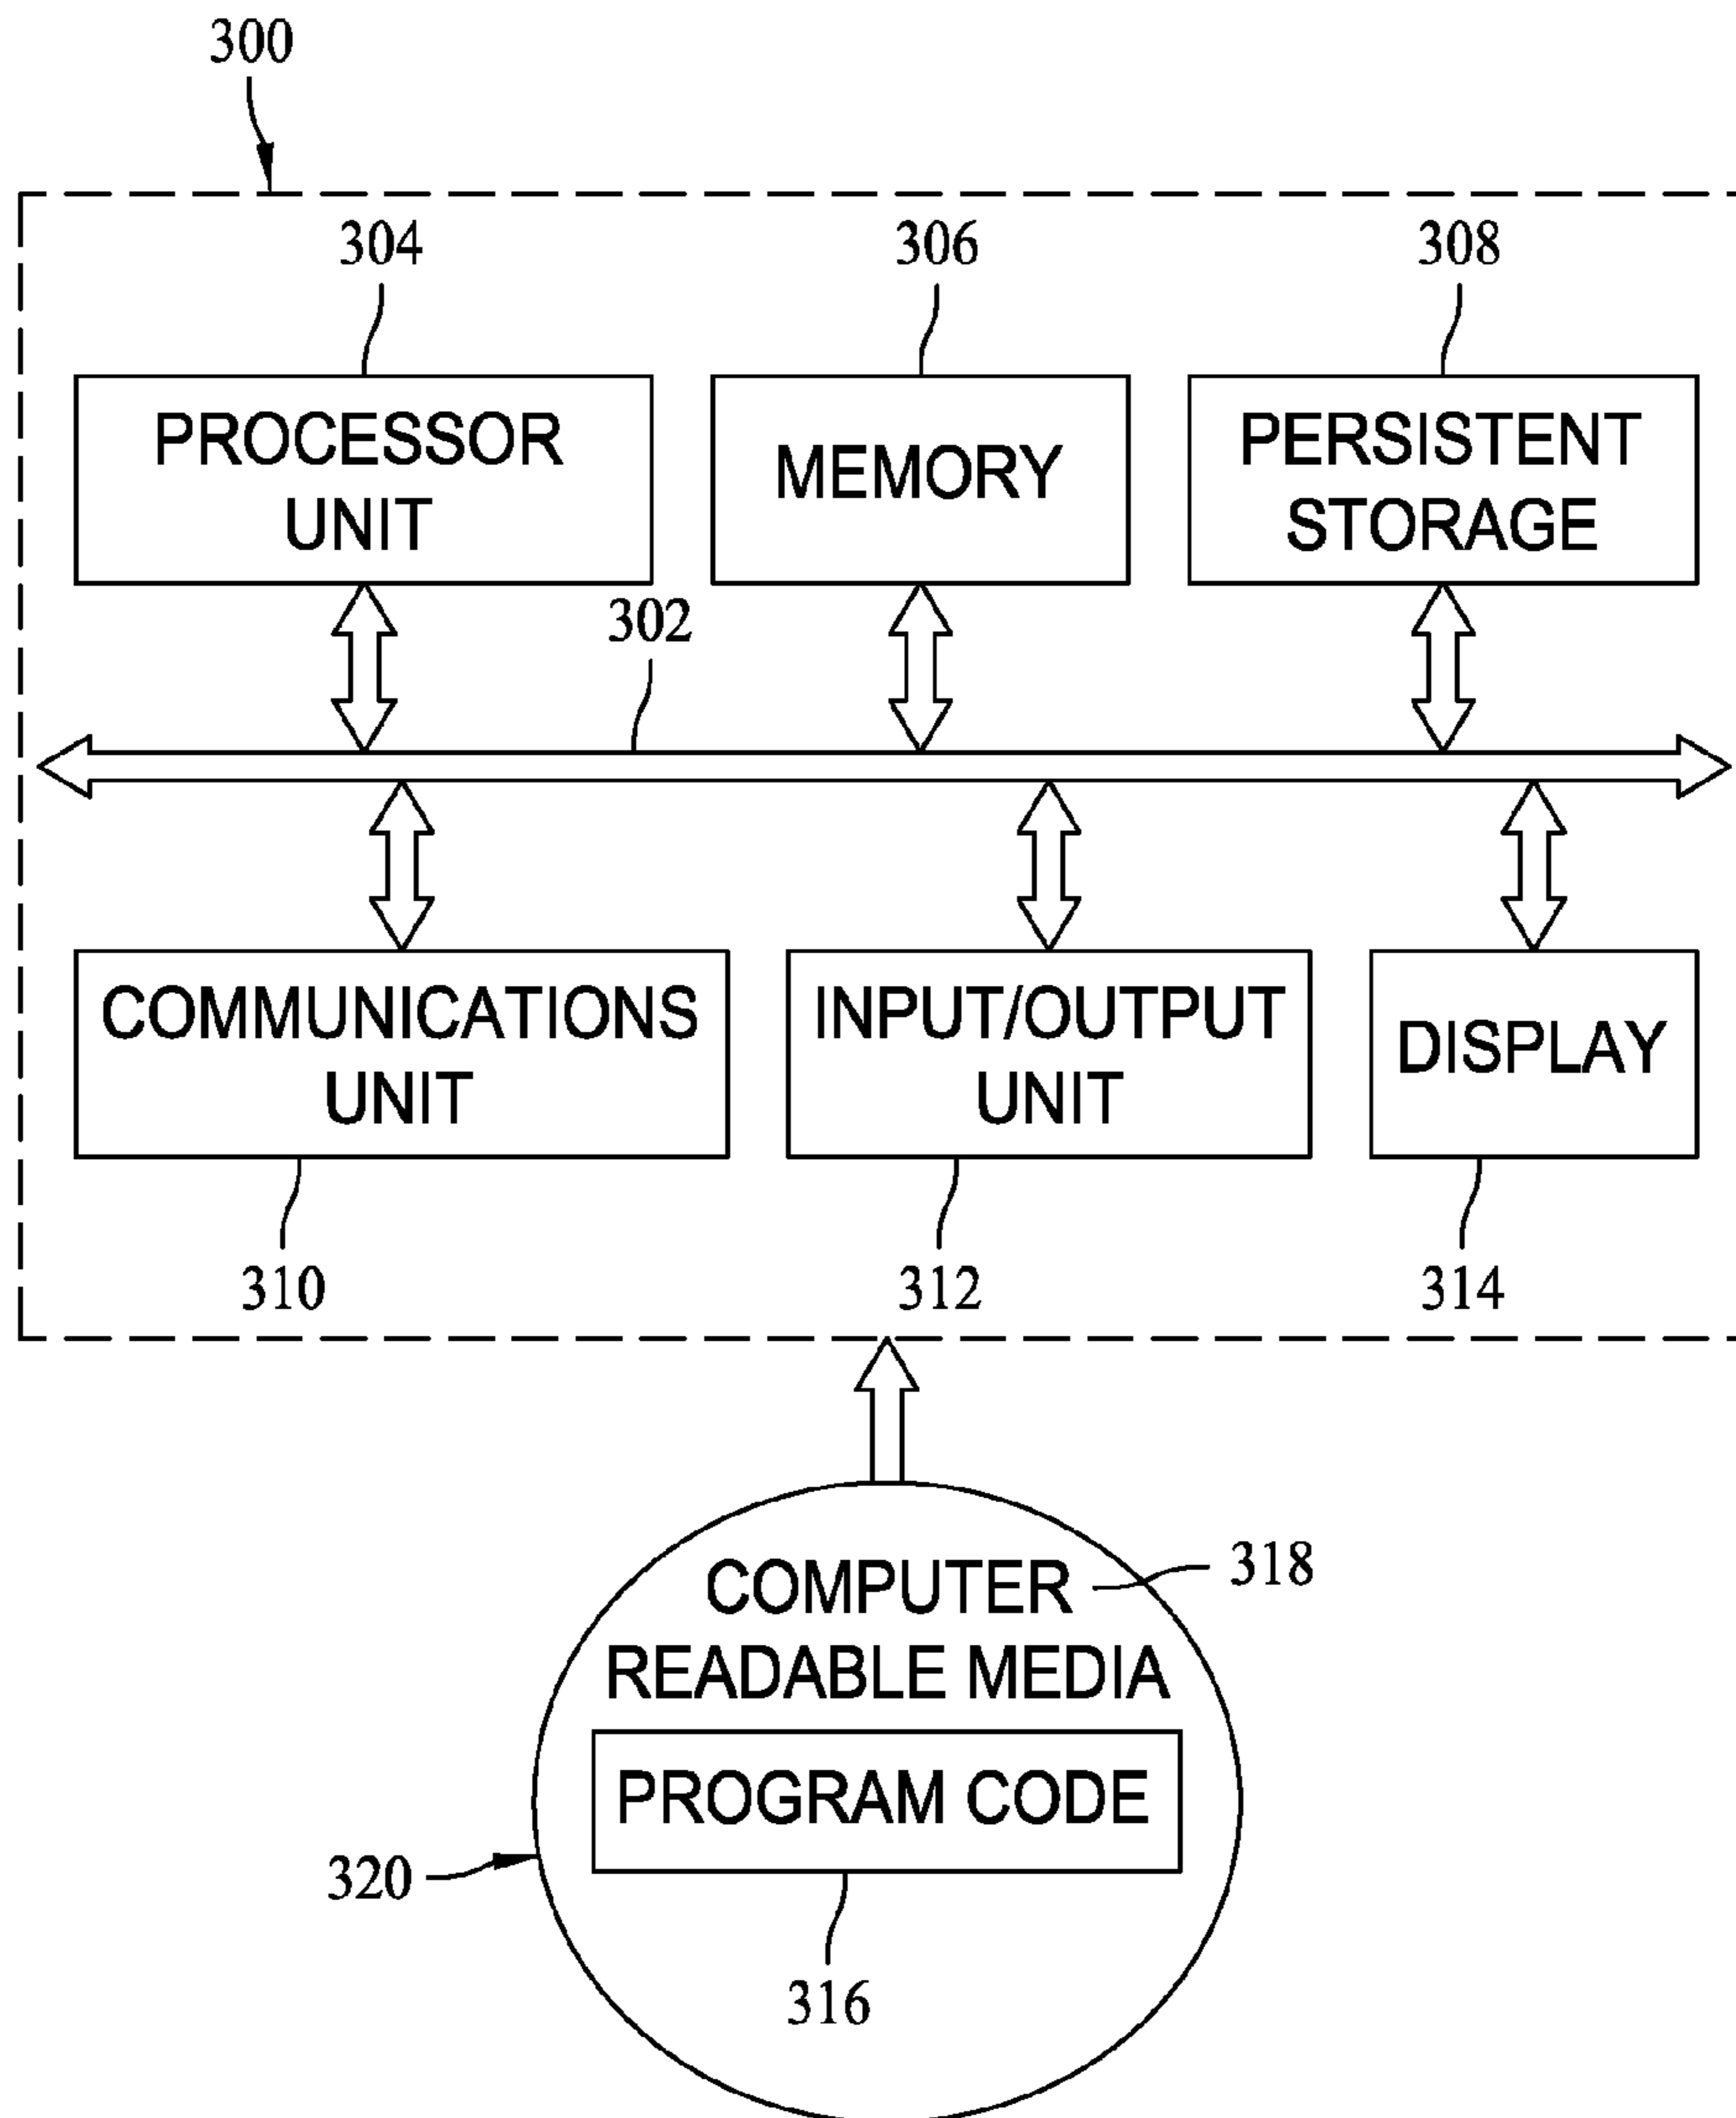 300
304
306
308
PROCESSOR
UNIT
MEMORY
PERSISTENT
STORAGE
302
COMMUNICATIONS
UNIT
INPUT/OUTPUT
UNIT
DISPLAY
310
312
314
COMPUTER
READABLE MEDIA
318
PROGRAM CODE
320
316